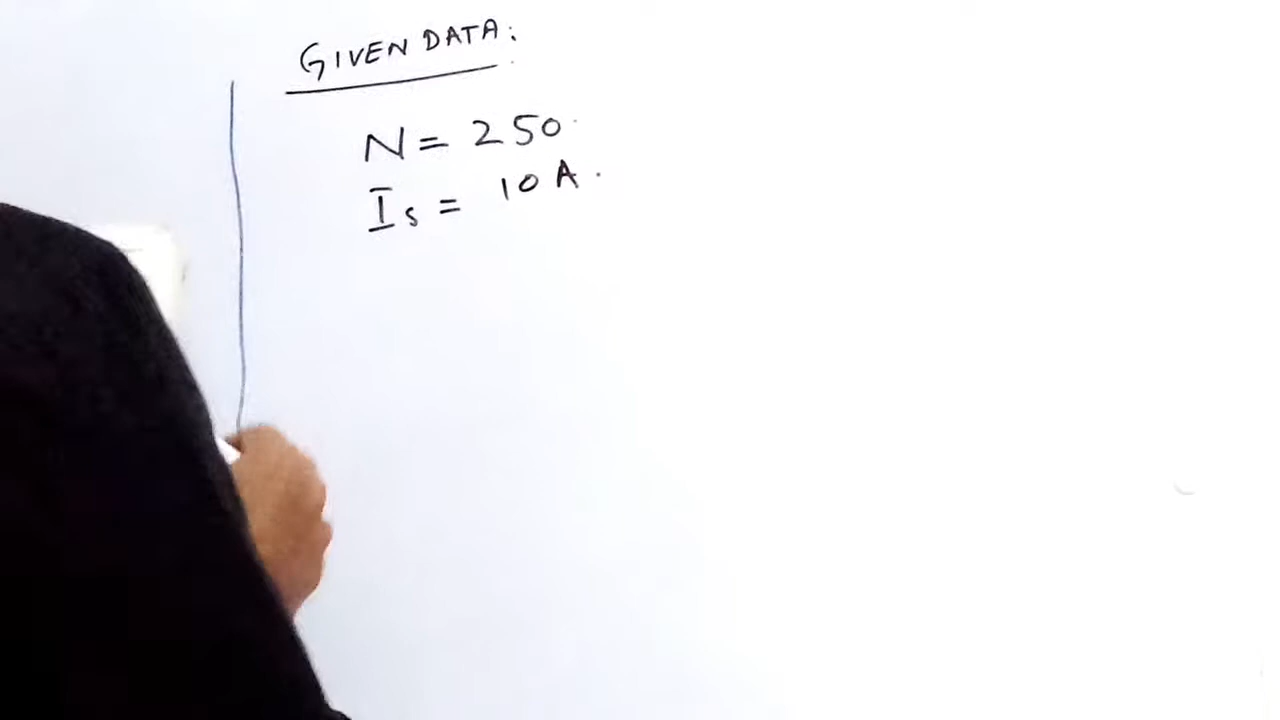 GIVEN DATA:
N = 250
Is = 10 A.